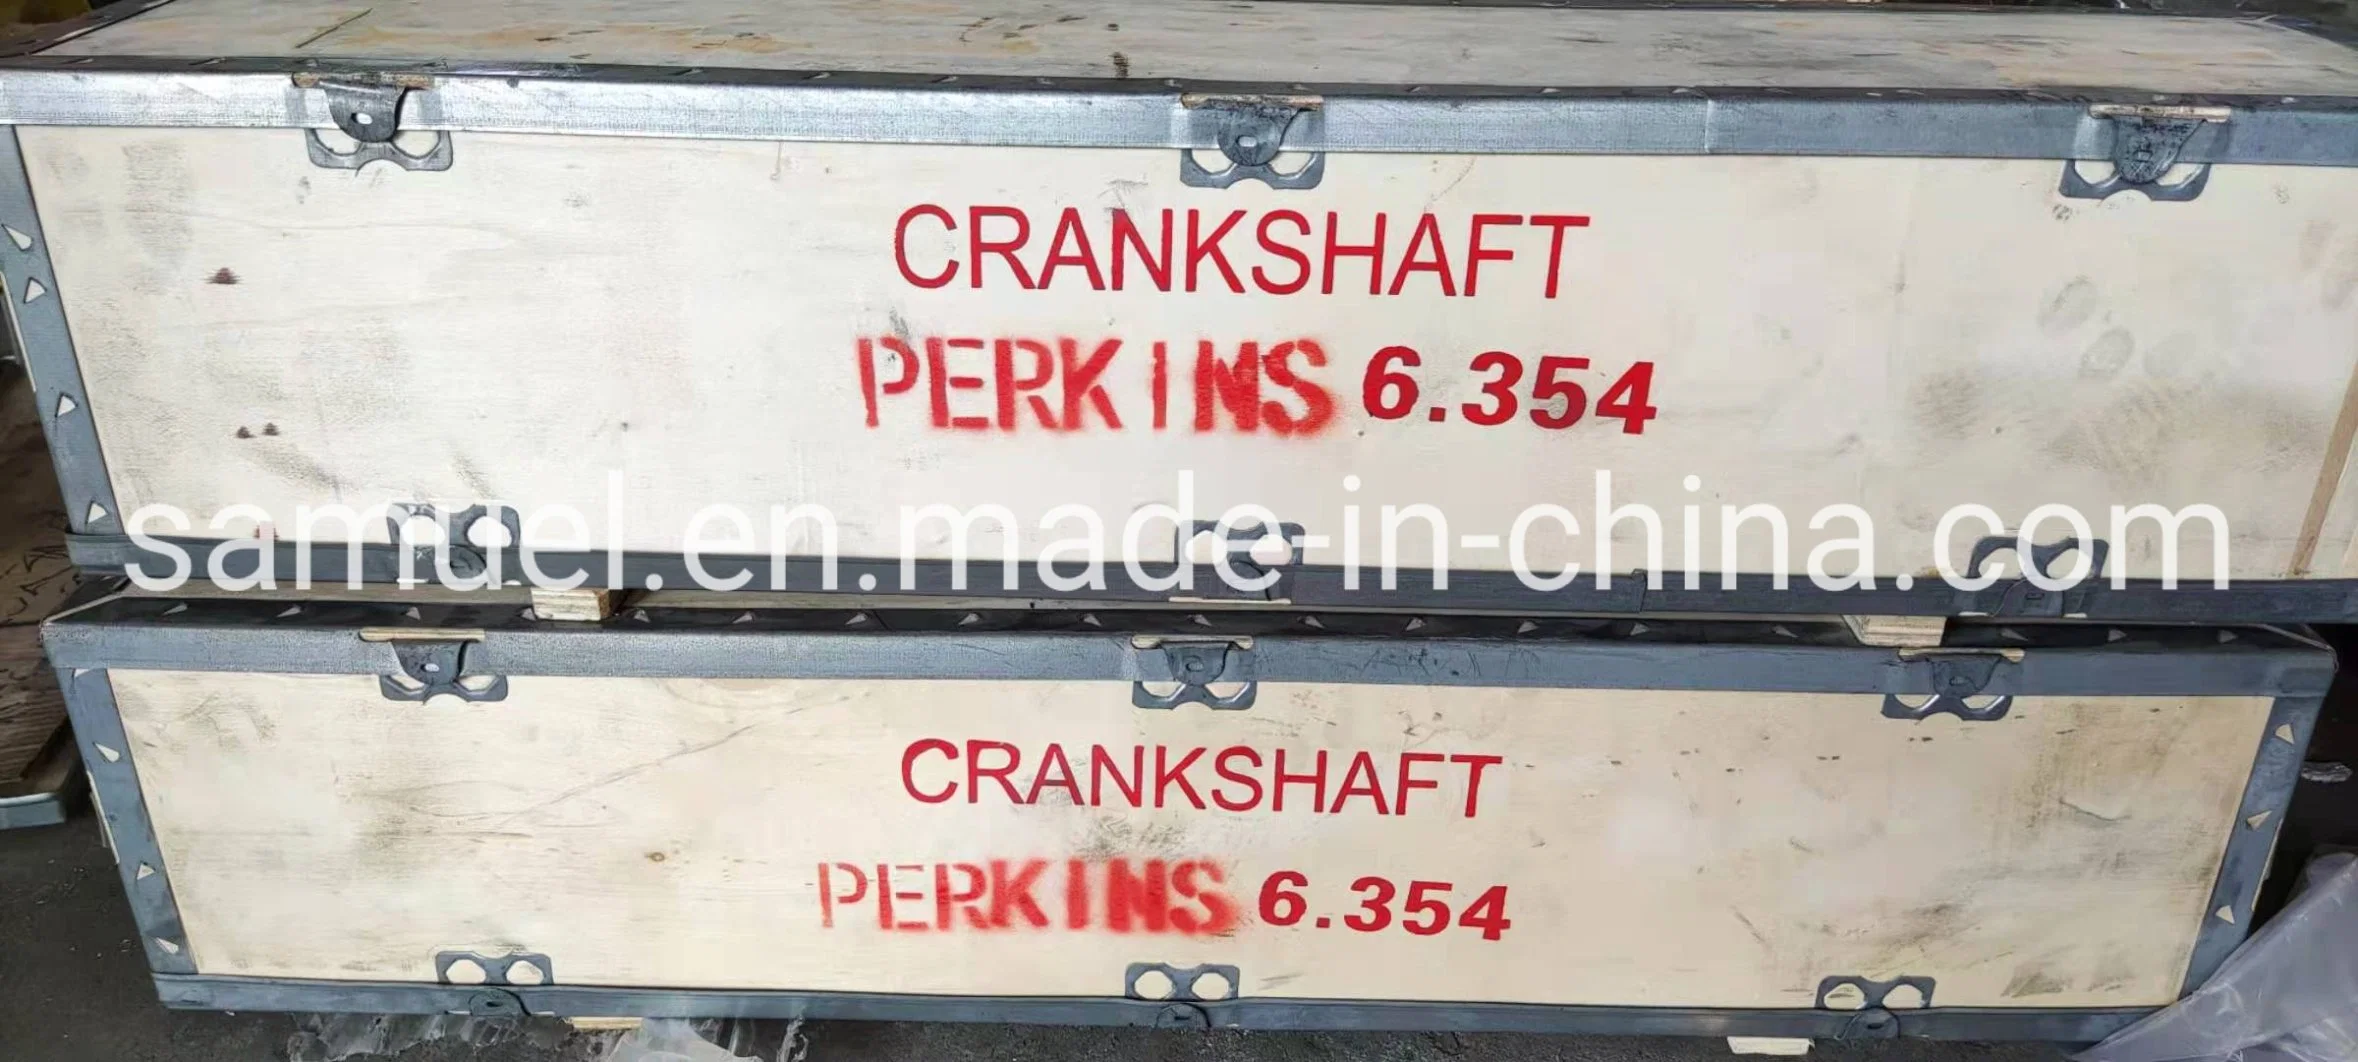 CRANKSHAFT
PERKINS 6.354
samuel.en.made-in-china.com
CRANKSHAFT
PERKINS 6.354